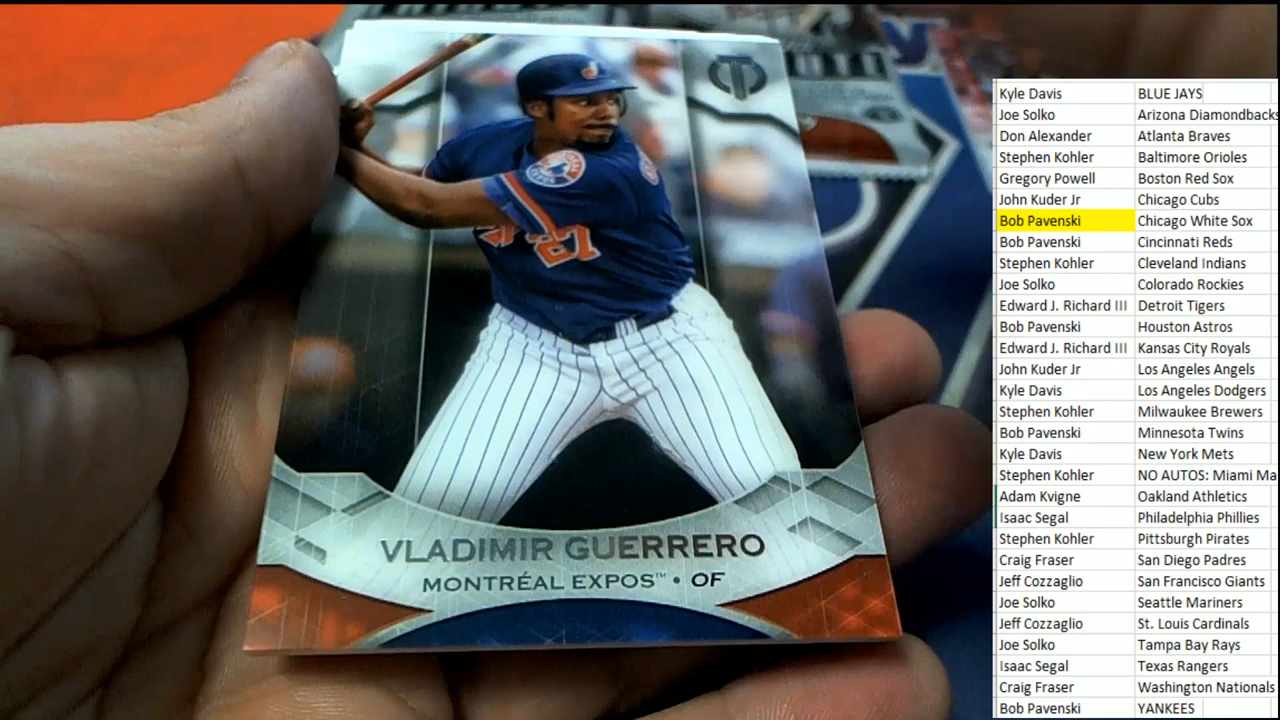 27
VLADIMIR GUERRERO
MONTRÉAL EXPOS™ • OF
Kyle Davis BLUE JAYS
Joe Solko Arizona Diamondbacks
Don Alexander Atlanta Braves
Stephen Kohler Baltimore Orioles
Gregory Powell Boston Red Sox
John Kuder Jr Chicago Cubs
Bob Pavenski Chicago White Sox
Bob Pavenski Cincinnati Reds
Stephen Kohler Cleveland Indians
Joe Solko Colorado Rockies
Edward J. Richard III Detroit Tigers
Bob Pavenski Houston Astros
Edward J. Richard III Kansas City Royals
John Kuder Jr Los Angeles Angels
Kyle Davis Los Angeles Dodgers
Stephen Kohler Milwaukee Brewers
Bob Pavenski Minnesota Twins
Kyle Davis New York Mets
Stephen Kohler NO AUTOS: Miami Ma
Adam Kvigne Oakland Athletics
Isaac Segal Philadelphia Phillies
Stephen Kohler Pittsburgh Pirates
Craig Fraser San Diego Padres
Jeff Cozzaglio San Francisco Giants
Joe Solko Seattle Mariners
Jeff Cozzaglio St. Louis Cardinals
Joe Solko Tampa Bay Rays
Isaac Segal Texas Rangers
Craig Fraser Washington Nationals
Bob Pavenski YANKEES